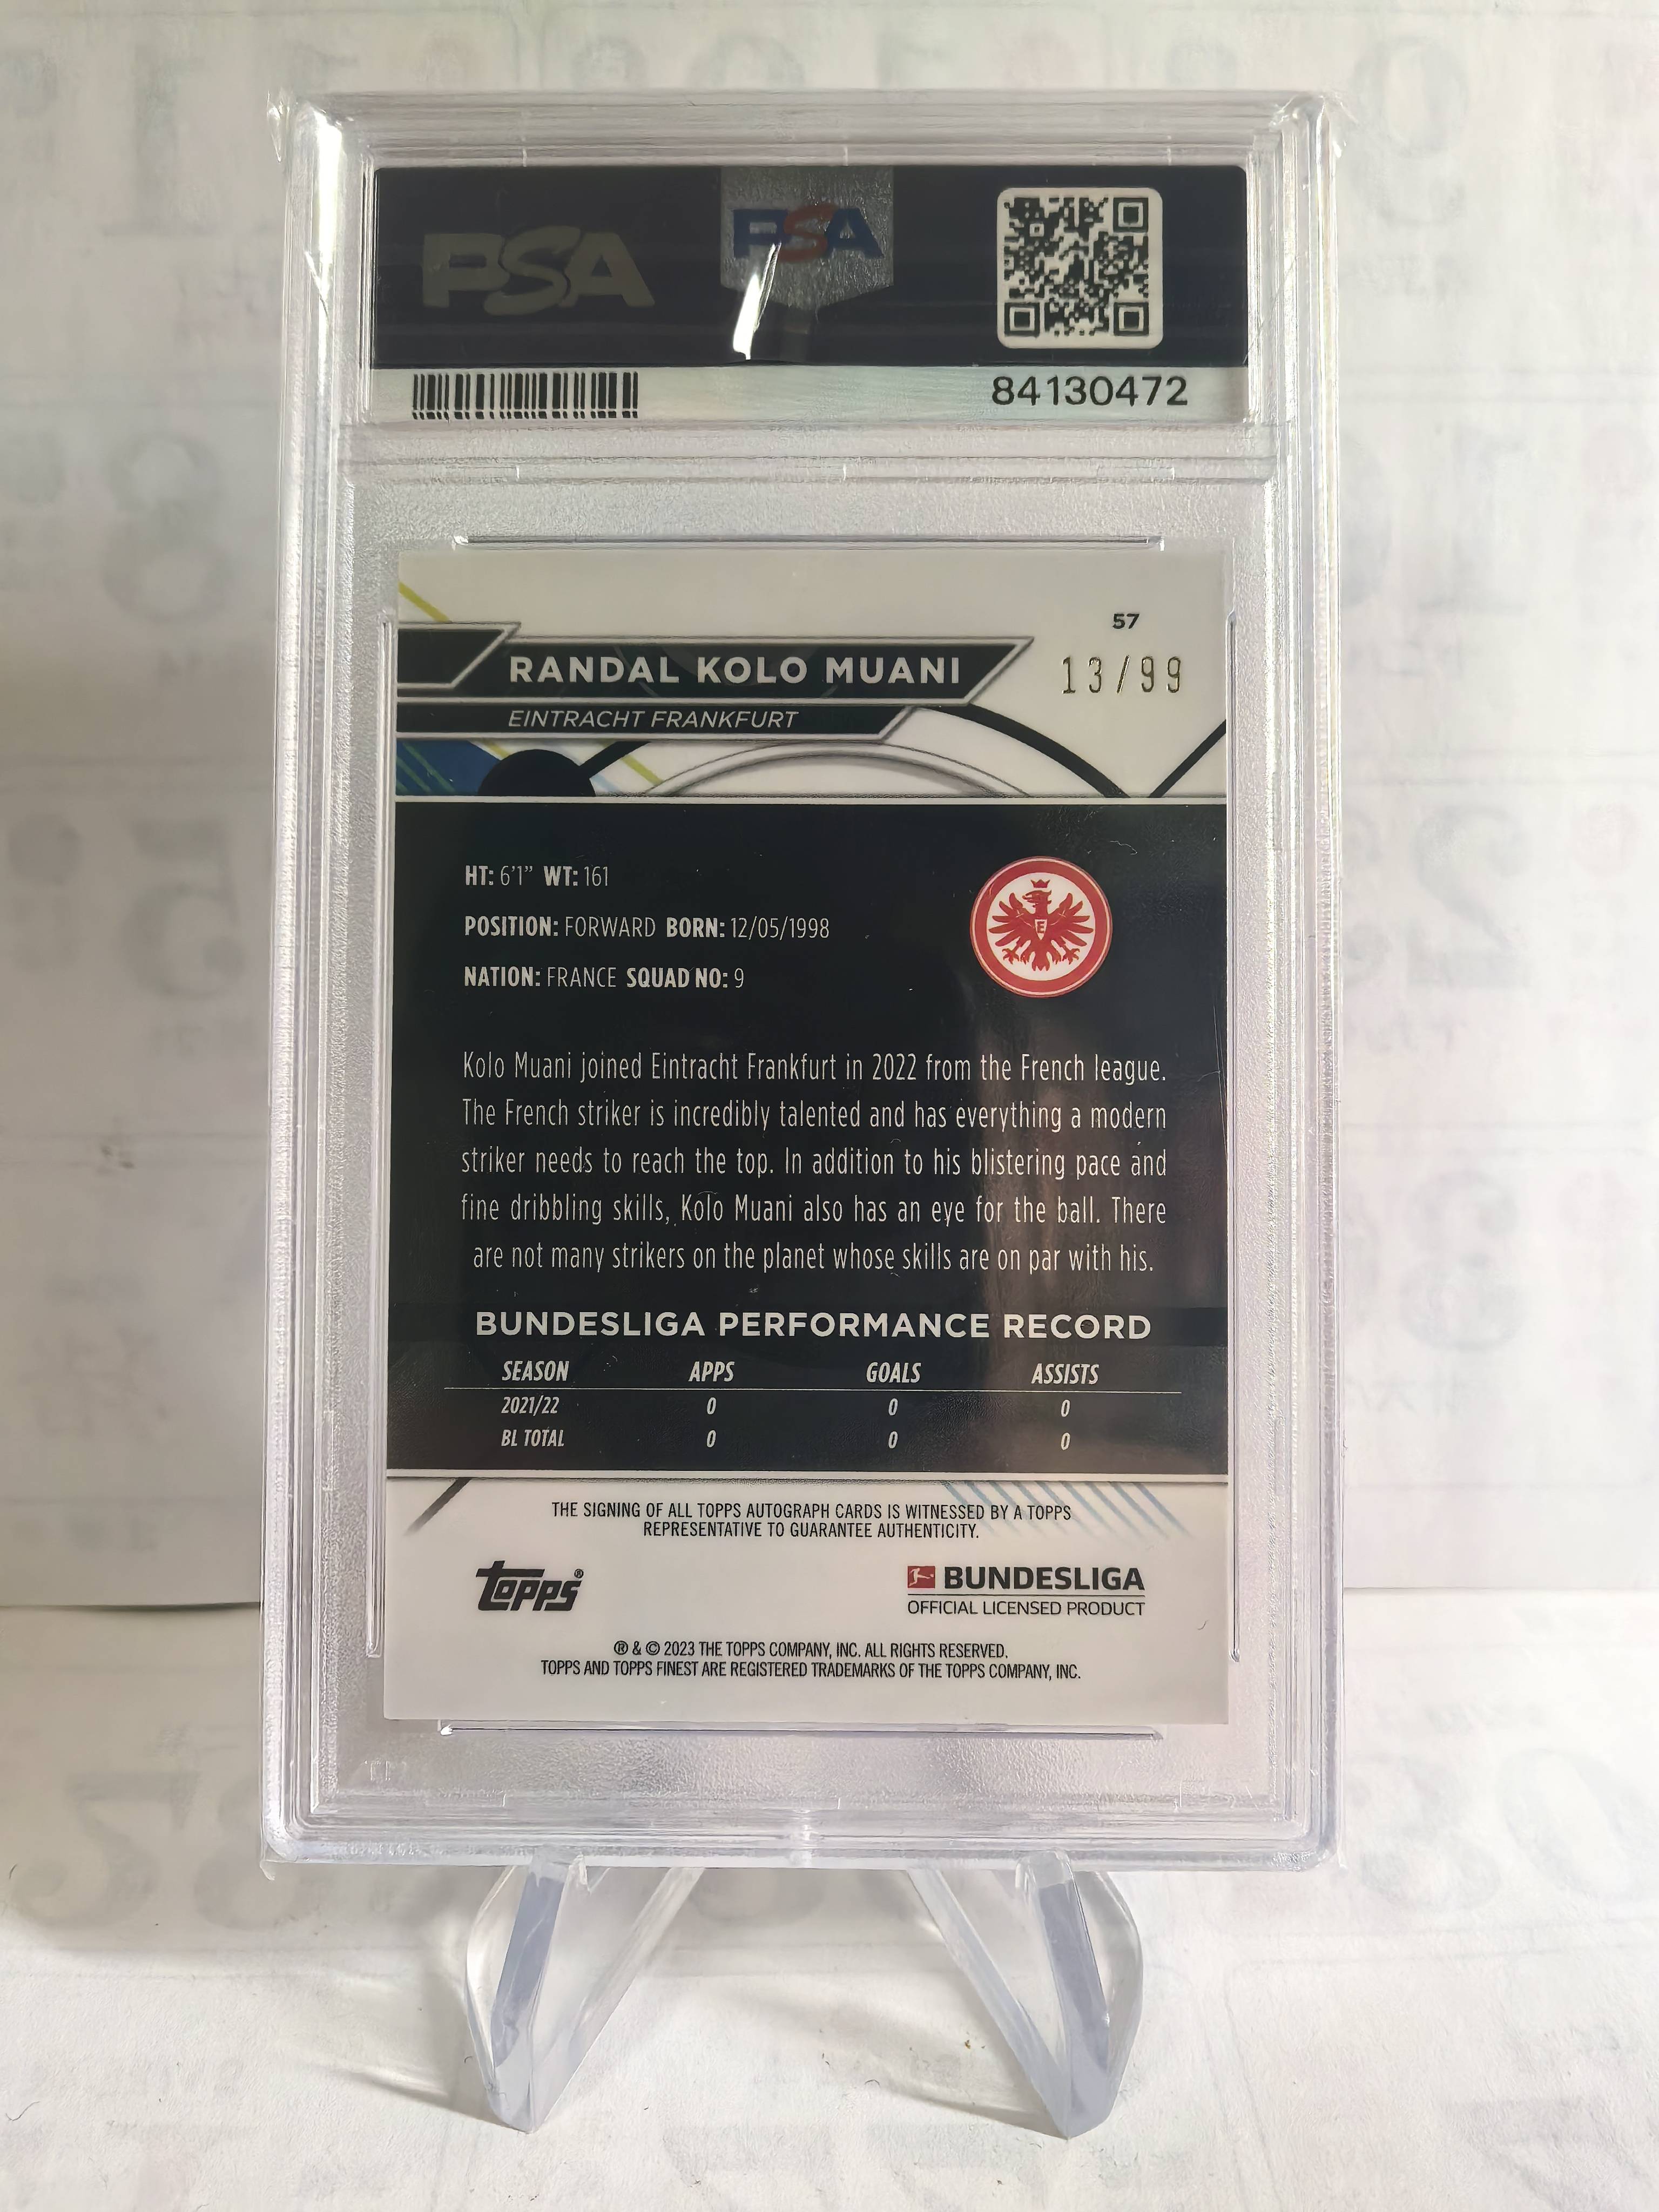 PSA PSA
84130472
57
RANDAL KOLO MUANI
13/99
EINTRACHT FRANKFURT
HT: 6'1" WT: 161
POSITION: FORWARD BORN: 12/05/1998
NATION: FRANCE SQUAD NO: 9
Kolo Muani joined Eintracht Frankfurt in 2022 from the French league.
The French striker is incredibly talented and has everything a modern
striker needs to reach the top. In addition to his blistering pace and
fine dribbling skills, Kolo Muani also has an eye for the ball. There
are not many strikers on the planet whose skills are on par with his.
BUNDESLIGA PERFORMANCE RECORD
SEASON APPS GOALS ASSISTS
2021/22 0 0 0
BL TOTAL 0 0 0
THE SIGNING OF ALL TOPPS AUTOGRAPH CARDS IS WITNESSED BY A TOPPS
REPRESENTATIVE TO GUARANTEE AUTHENTICITY.
topps® BUNDESLIGA
OFFICIAL LICENSED PRODUCT
® & © 2023 THE TOPPS COMPANY, INC. ALL RIGHTS RESERVED.
TOPPS AND TOPPS FINEST ARE REGISTERED TRADEMARKS OF THE TOPPS COMPANY, INC.